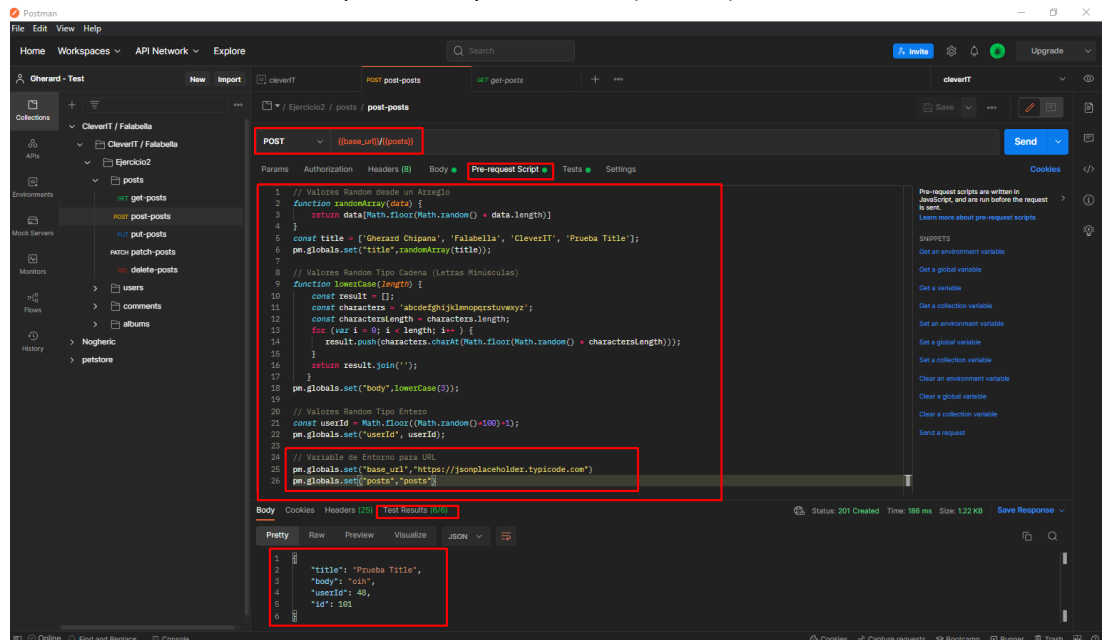 Postman
File Edit View Help
Home Workspaces API Network Explore Search Invite Upgrade
Gherard - Test New Import cleverIT POST post-posts GET get-posts cleverIT
Collections
APIs
Environments
Mock Servers
Monitors
Flows
History
CleverIT / Falabella
CleverIT / Falabella
Ejercicio2
posts
GET get-posts
POST post-posts
PUT put-posts
PATCH patch-posts
DEL delete-posts
users
comments
albums
Nogheric
petstore
/ Ejercicio2 / posts / post-posts Save
POST {{base_url}}/{{posts}} Send
Params Authorization Headers (8) Body Pre-request Script Tests Settings Cookies
1 // Valores Random desde un Arreglo
2 function randomArray(data) {
3 return data[Math.floor(Math.random() * data.length)]
4 }
5 const title = ['Gherard Chipana', 'Falabella', 'CleverIT', 'Prueba Title'];
6 pm.globals.set("title",randomArray(title));
7
8 // Valores Random Tipo Cadena (Letras Minúsculas)
9 function lowerCase(length) {
10 const result = [];
11 const characters = 'abcdefghijklmnopqrstuvwxyz';
12 const charactersLength = characters.length;
13 for (var i = 0; i < length; i++ ) {
14 result.push(characters.charAt(Math.floor(Math.random() * charactersLength)));
15 }
16 return result.join('');
17 }
18 pm.globals.set("body",lowerCase(3));
19
20 // Valores Random Tipo Entero
21 const userId = Math.floor((Math.random()*100)+1);
22 pm.globals.set("userId", userId);
23
24 // Variable de Entorno para URL
25 pm.globals.set("base_url","https://jsonplaceholder.typicode.com")
26 pm.globals.set("posts","posts")
Pre-request scripts are written in
JavaScript, and are run before the request
is sent.
Learn more about pre-request scripts
SNIPPETS
Get an environment variable
Get a global variable
Get a variable
Get a collection variable
Set an environment variable
Set a global variable
Set a collection variable
Clear an environment variable
Clear a global variable
Clear a collection variable
Send a request
Body Cookies Headers (25) Test Results (6/6) Status: 201 Created Time: 186 ms Size: 1.22 KB Save Response
Pretty Raw Preview Visualize JSON
1 {
2 "title": "Prueba Title",
3 "body": "oih",
4 "userId": 48,
5 "id": 101
6 }
Online Find and Replace Console Cookies Capture requests Bootcamp Runner Trash